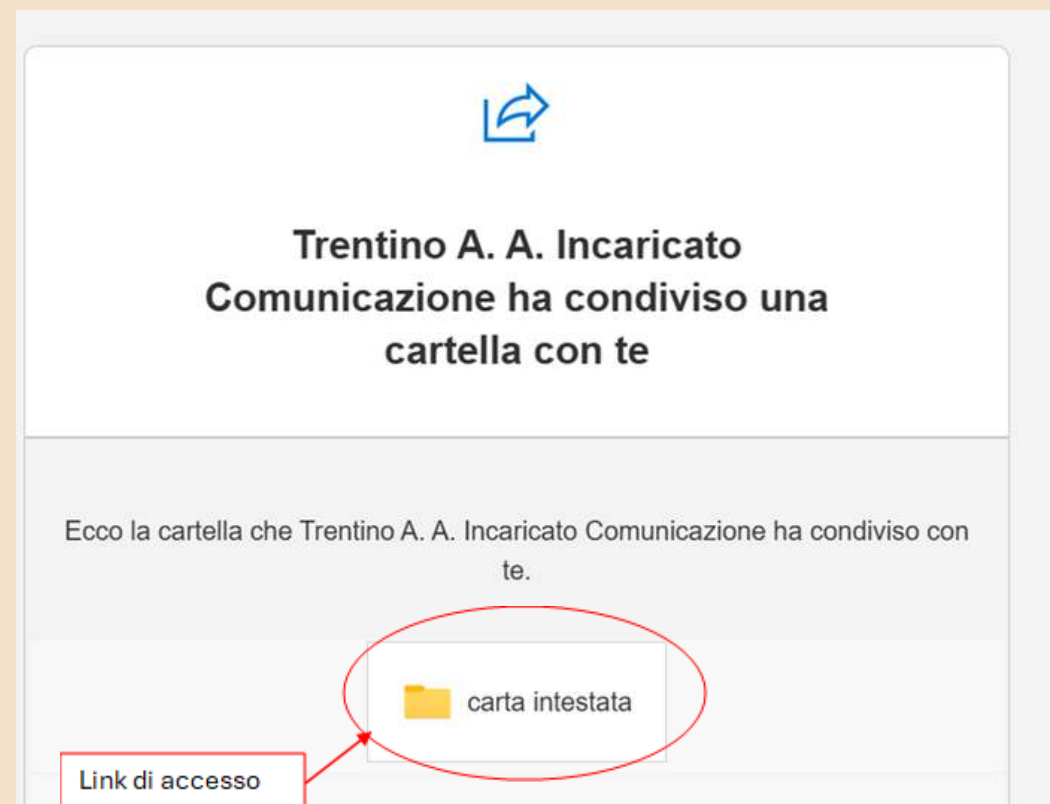 Trentino A. A. Incaricato
Comunicazione ha condiviso una
cartella con te
Ecco la cartella che Trentino A. A. Incaricato Comunicazione ha condiviso con
te.
carta intestata
Link di accesso